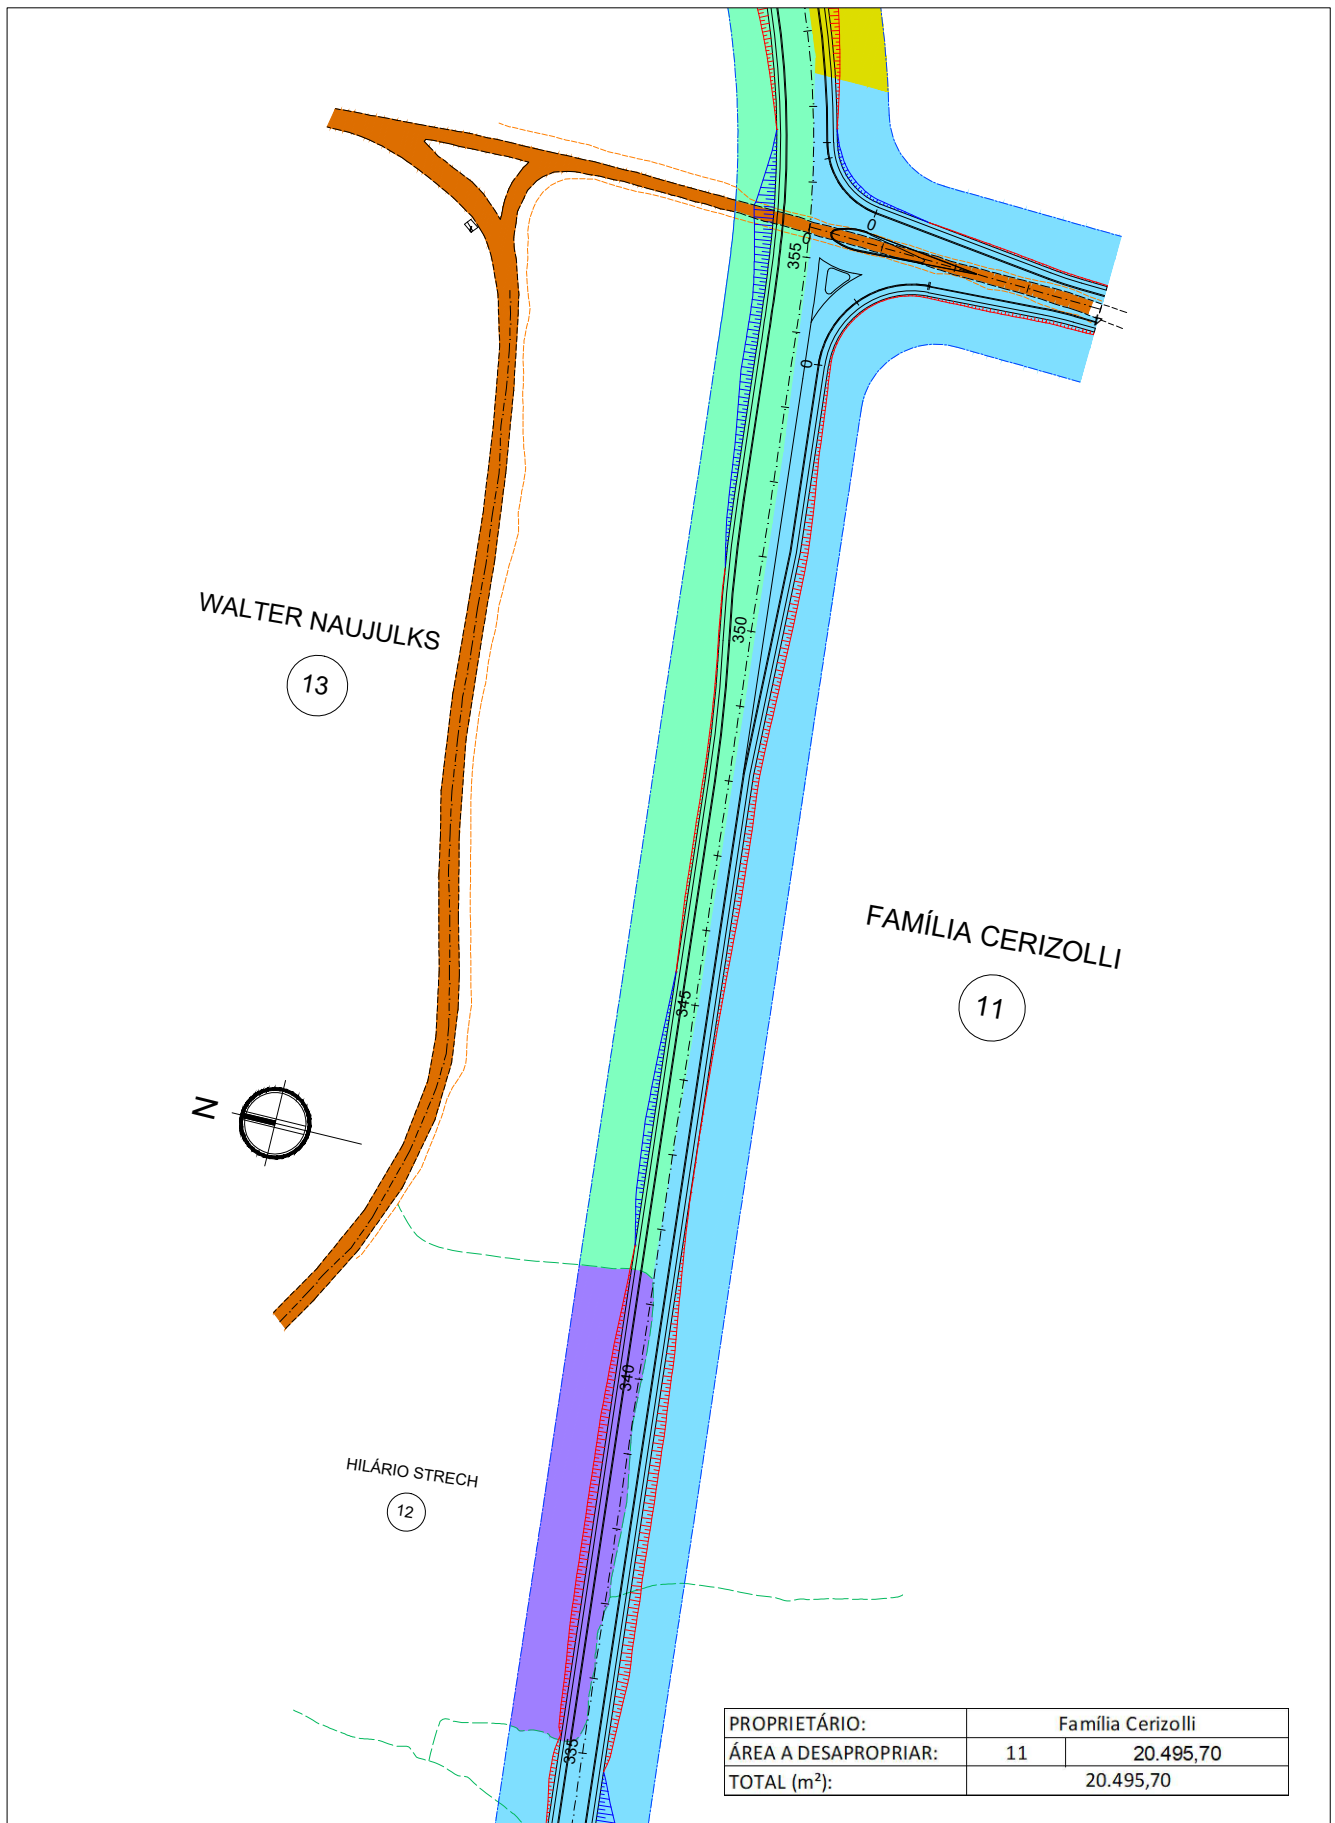 0
0
355
0
WALTER NAUJULKS
13
350
FAMÍLIA CERIZOLLI
11
345
N
340
HILÁRIO STRECH
12
335
PROPRIETÁRIO: Família Cerizolli
ÁREA A DESAPROPRIAR: 11 20.495,70
TOTAL (m²): 20.495,70